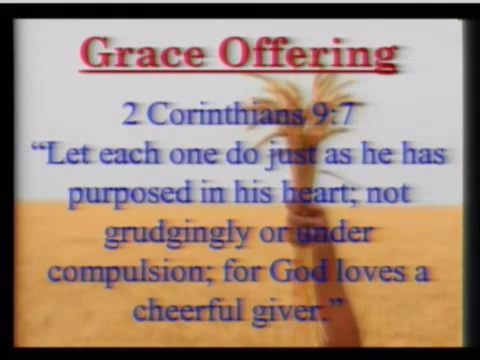 Grace Offering
2 Corinthians 9:7
“Let each one do just as he has
purposed in his heart; not
grudgingly or under
compulsion; for God loves a
cheerful giver.”